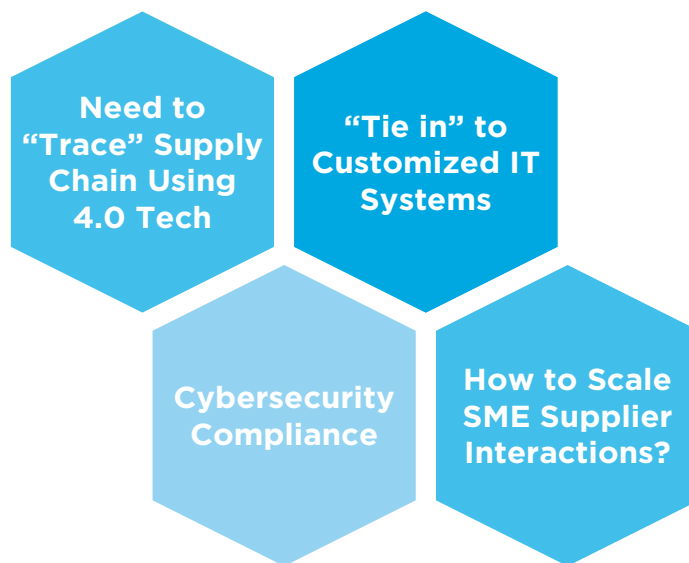 Need to
“Trace” Supply
Chain Using
4.0 Tech
“Tie in” to
Customized IT
Systems
Cybersecurity
Compliance
How to Scale
SME Supplier
Interactions?